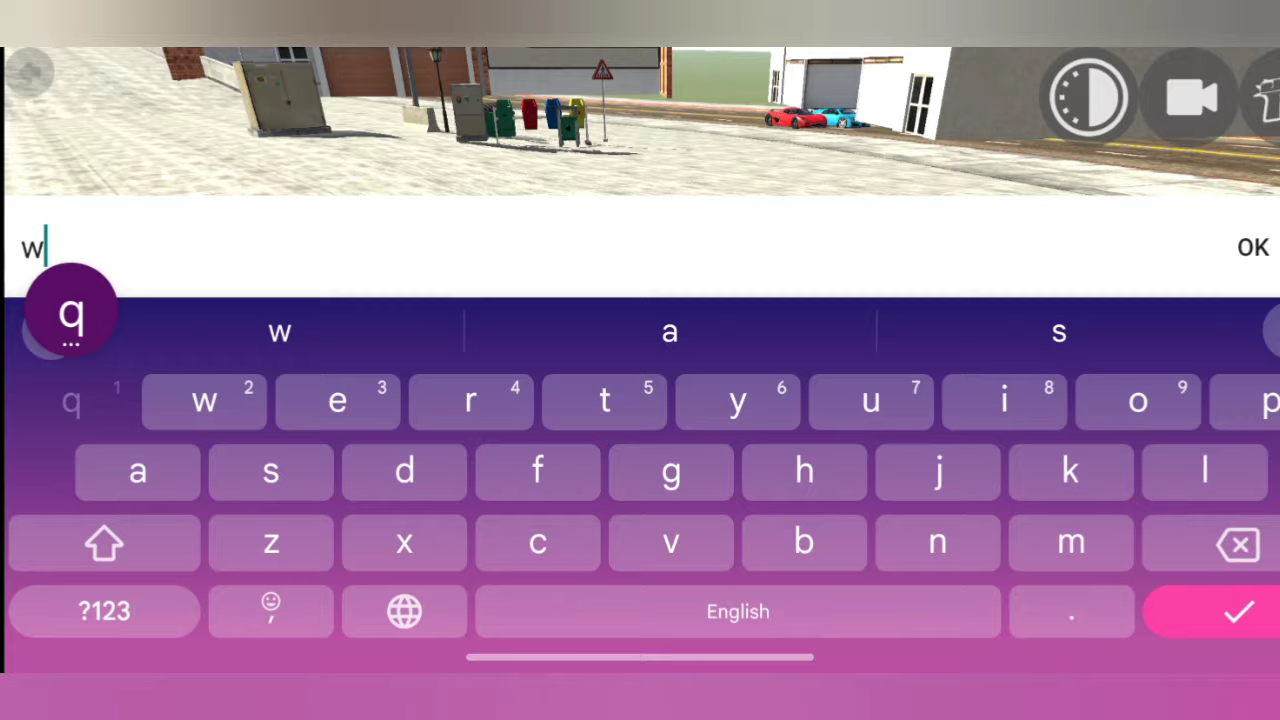 w
OK
q
...
w a s
q 1 w 2 e 3 r 4 t 5 y 6 u 7 i 8 o 9 p
a s d f g h j k l
z x c v b n m
?123 , English .